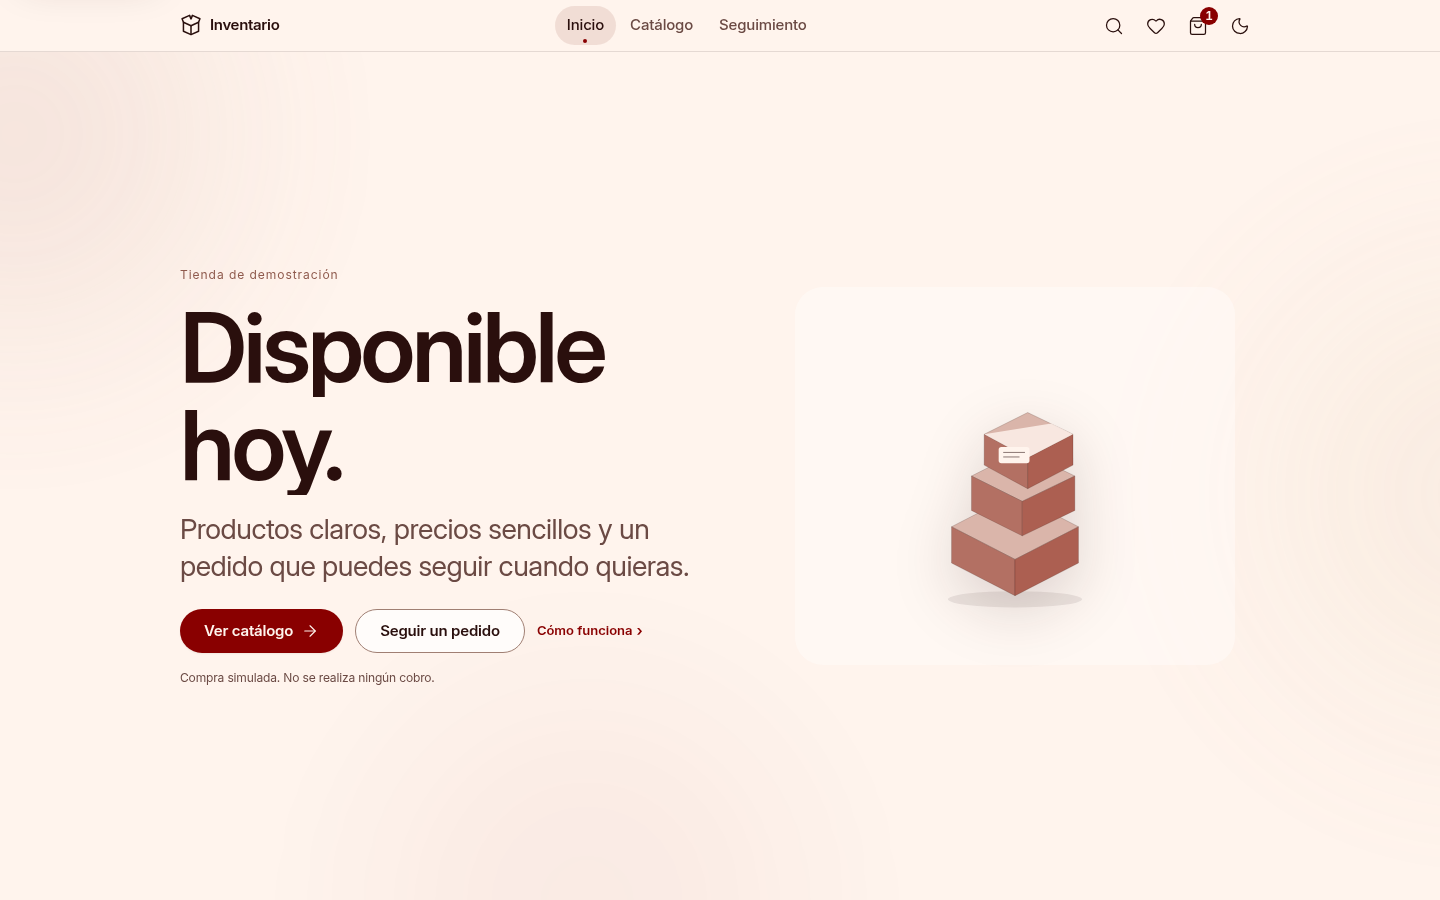 Inventario
Inicio
Catálogo
Seguimiento
1
Tienda de demostración
Disponible
hoy.
Productos claros, precios sencillos y un
pedido que puedes seguir cuando quieras.
Ver catálogo
Seguir un pedido
Cómo funciona ›
Compra simulada. No se realiza ningún cobro.